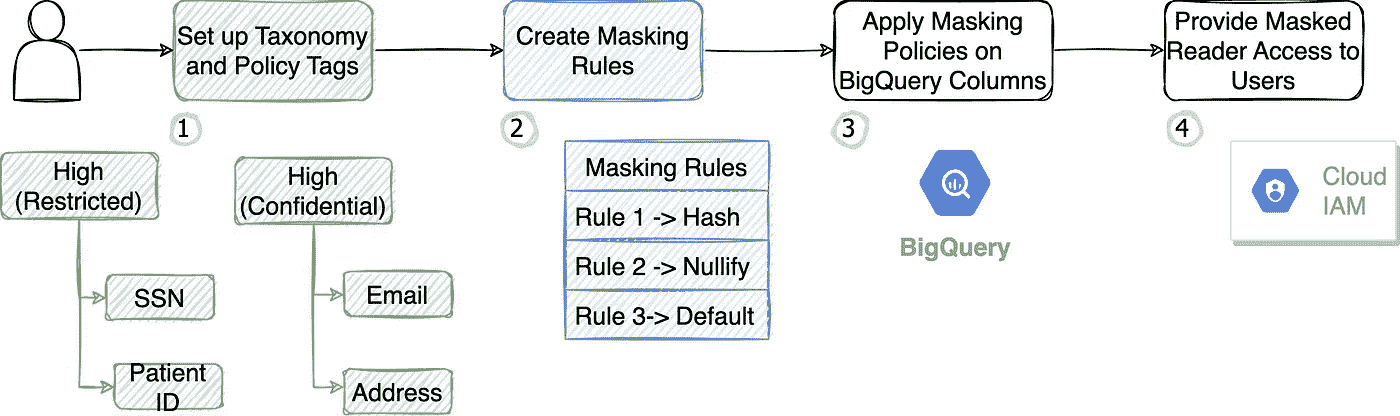 Set up Taxonomy
and Policy Tags
Create Masking
Rules
Apply Masking
Policies on
BigQuery Columns
Provide Masked
Reader Access to
Users
1
2
3
4
High
(Restricted)
SSN
Patient
ID
High
(Confidential)
Email
Address
Masking Rules
Rule 1 -> Hash
Rule 2 -> Nullify
Rule 3-> Default
BigQuery
Cloud
IAM